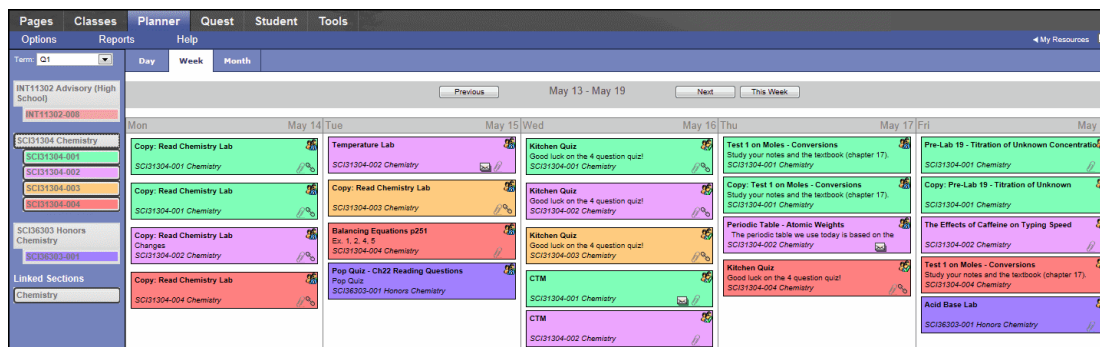 Pages Classes Planner Quest Student Tools
Options Reports Help ◄ My Resources
Term: Q1
Day Week Month
INT11302 Advisory (High
School)
INT11302-008
SCI31304 Chemistry
SCI31304-001
SCI31304-002
SCI31304-003
SCI31304-004
SCI36303 Honors
Chemistry
SCI36303-001
Linked Sections
Chemistry
Previous May 13 - May 19 Next This Week
Mon May 14
Copy: Read Chemistry Lab
SCI31304-001 Chemistry
Copy: Read Chemistry Lab
SCI31304-001 Chemistry
Copy: Read Chemistry Lab
Changes
SCI31304-002 Chemistry
Copy: Read Chemistry Lab
SCI31304-004 Chemistry
Tue May 15
Temperature Lab
SCI31304-002 Chemistry
Copy: Read Chemistry Lab
SCI31304-003 Chemistry
Balancing Equations p251
Ex. 1, 2, 4, 5
SCI31304-004 Chemistry
Pop Quiz - Ch22 Reading Questions
Pop Quiz
SCI36303-001 Honors Chemistry
Wed May 16
Kitchen Quiz
Good luck on the 4 question quiz!
SCI31304-001 Chemistry
Kitchen Quiz
Good luck on the 4 question quiz!
SCI31304-002 Chemistry
Kitchen Quiz
Good luck on the 4 question quiz!
SCI31304-003 Chemistry
CTM
SCI31304-001 Chemistry
CTM
SCI31304-002 Chemistry
Thu May 17
Test 1 on Moles - Conversions
Study your notes and the textbook (chapter 17).
SCI31304-001 Chemistry
Copy: Test 1 on Moles - Conversions
Study your notes and the textbook (chapter 17).
SCI31304-001 Chemistry
Periodic Table - Atomic Weights
The periodic table we use today is based on the
SCI31304-002 Chemistry
Kitchen Quiz
Good luck on the 4 question quiz!
SCI31304-004 Chemistry
Fri May
Pre-Lab 19 - Titration of Unknown Concentratio
SCI31304-001 Chemistry
Copy: Pre-Lab 19 - Titration of Unknown
SCI31304-001 Chemistry
The Effects of Caffeine on Typing Speed
SCI31304-002 Chemistry
Test 1 on Moles - Conversions
Study your notes and the textbook (chapter 17).
SCI31304-004 Chemistry
Acid Base Lab
SCI36303-001 Honors Chemistry